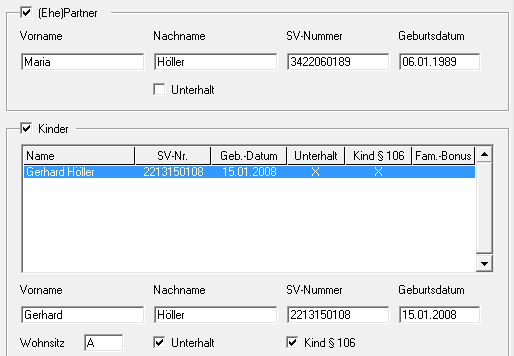 (Ehe)Partner
Vorname Nachname SV-Nummer Geburtsdatum
Maria Höller 3422060189 06.01.1989
Unterhalt
Kinder
Name SV-Nr. Geb.-Datum Unterhalt Kind § 106 Fam.-Bonus
Gerhard Höller 2213150108 15.01.2008 X X
Vorname Nachname SV-Nummer Geburtsdatum
Gerhard Höller 2213150108 15.01.2008
Wohnsitz A Unterhalt Kind § 106